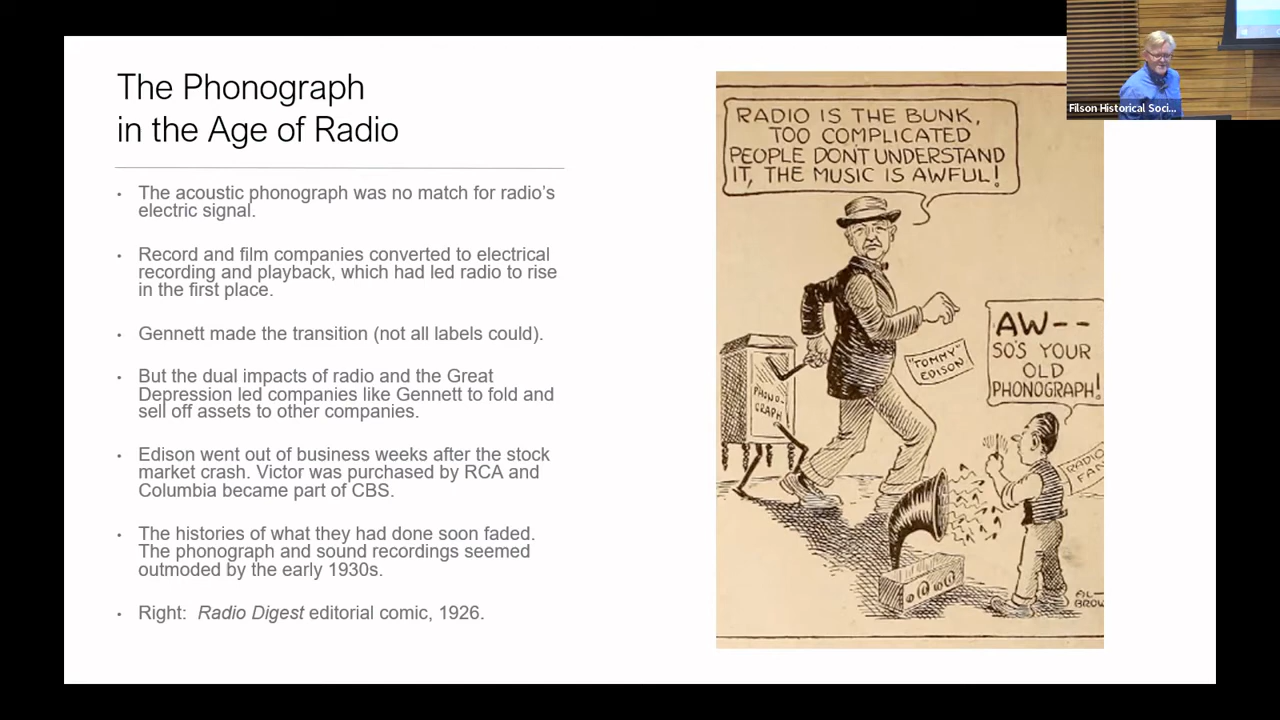 The Phonograph
in the Age of Radio
• The acoustic phonograph was no match for radio's
electric signal.
• Record and film companies converted to electrical
recording and playback, which had led radio to rise
in the first place.
• Gennett made the transition (not all labels could).
• But the dual impacts of radio and the Great
Depression led companies like Gennett to fold and
sell off assets to other companies.
• Edison went out of business weeks after the stock
market crash. Victor was purchased by RCA and
Columbia became part of CBS.
• The histories of what they had done soon faded.
The phonograph and sound recordings seemed
outmoded by the early 1930s.
• Right:  Radio Digest editorial comic, 1926.
RADIO IS THE BUNK,
TOO COMPLICATED
PEOPLE DON'T UNDERSTAND
IT, THE MUSIC IS AWFUL!
"TOMMY"
EDISON
PHONO-
GRAPH
AW--
SO'S YOUR
OLD
PHONOGRAPH!
RADIO
FAN
AL-
BROW
Filson Historical Soci...